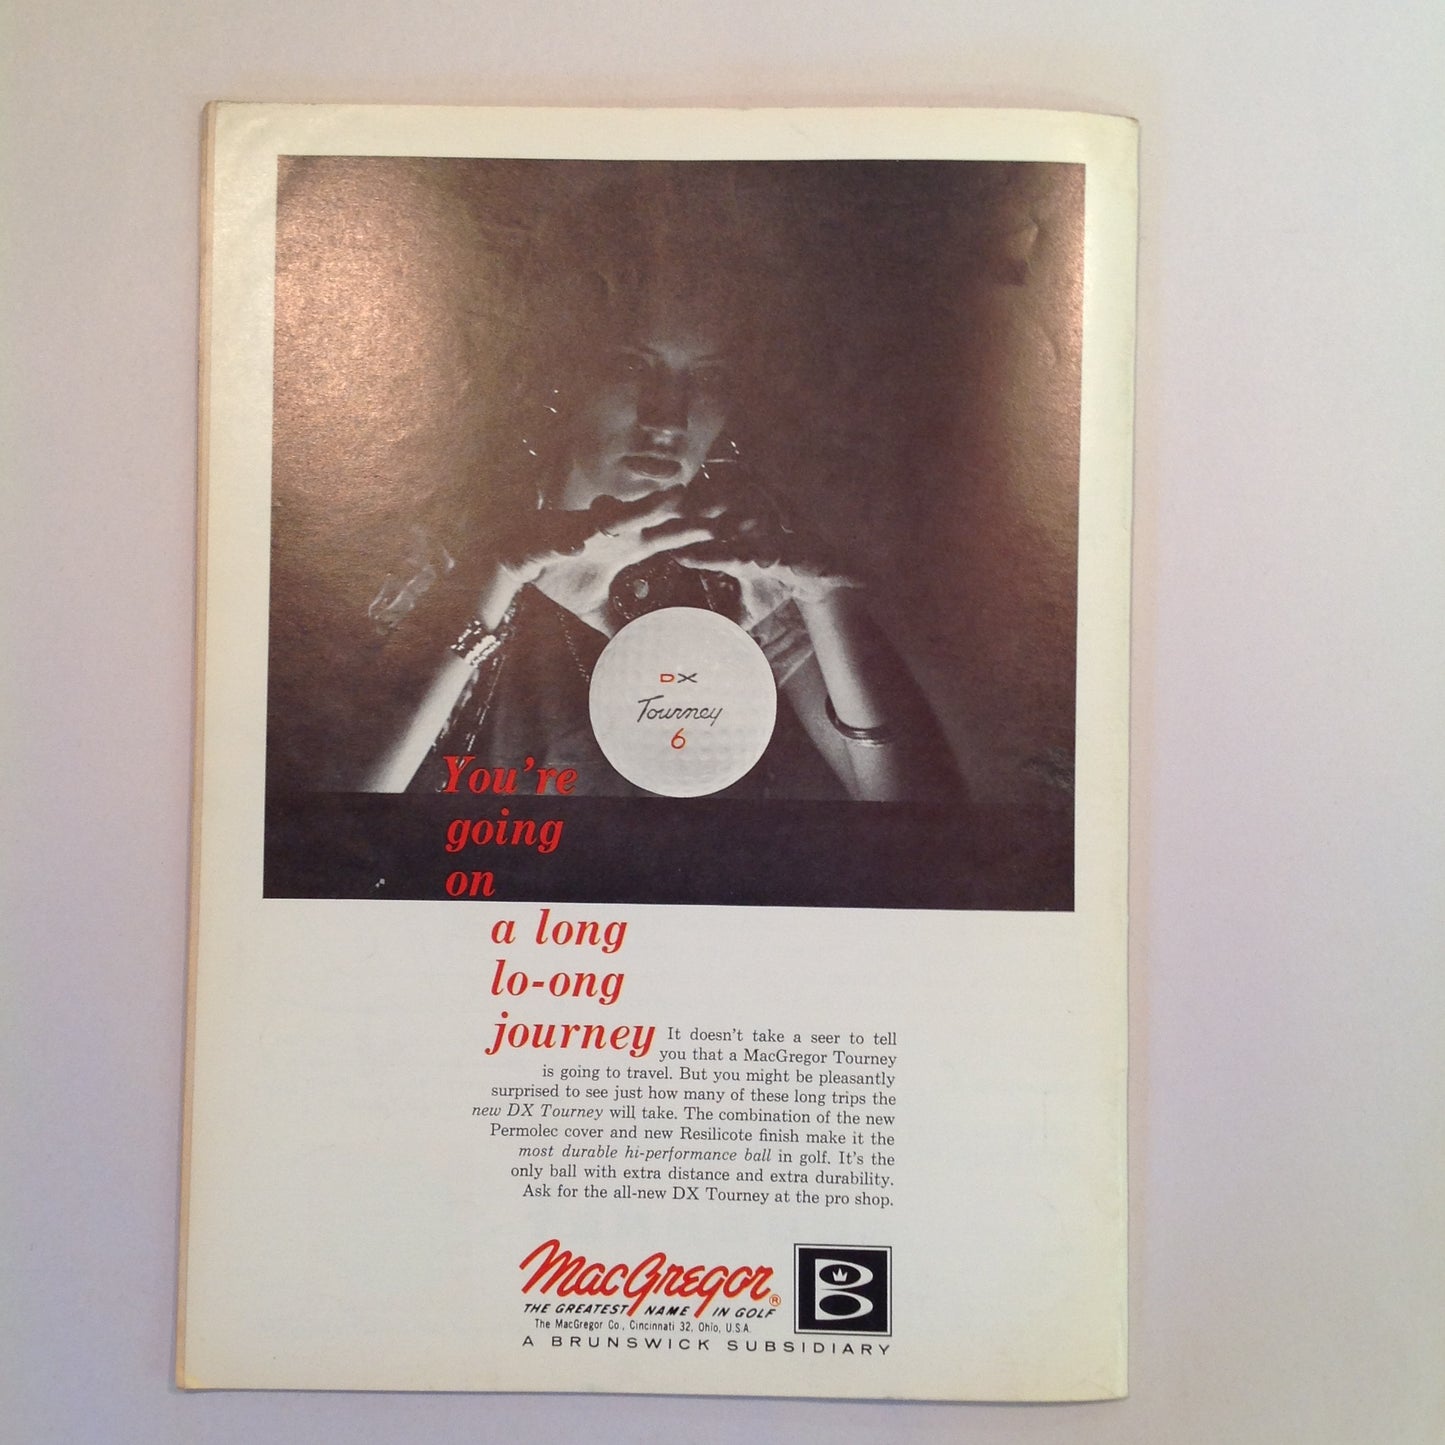 DX
Tourney
6
You're
going
on
a long
lo-ong
journey
It doesn't take a seer to tell
you that a MacGregor Tourney
is going to travel. But you might be pleasantly
surprised to see just how many of these long trips the
new DX Tourney will take. The combination of the new
Permolec cover and new Resilicote finish make it the
most durable hi-performance ball in golf. It's the
only ball with extra distance and extra durability.
Ask for the all-new DX Tourney at the pro shop.
MacGregor®
THE GREATEST NAME IN GOLF
The MacGregor Co., Cincinnati 32, Ohio, U.S.A.
A BRUNSWICK SUBSIDIARY
B